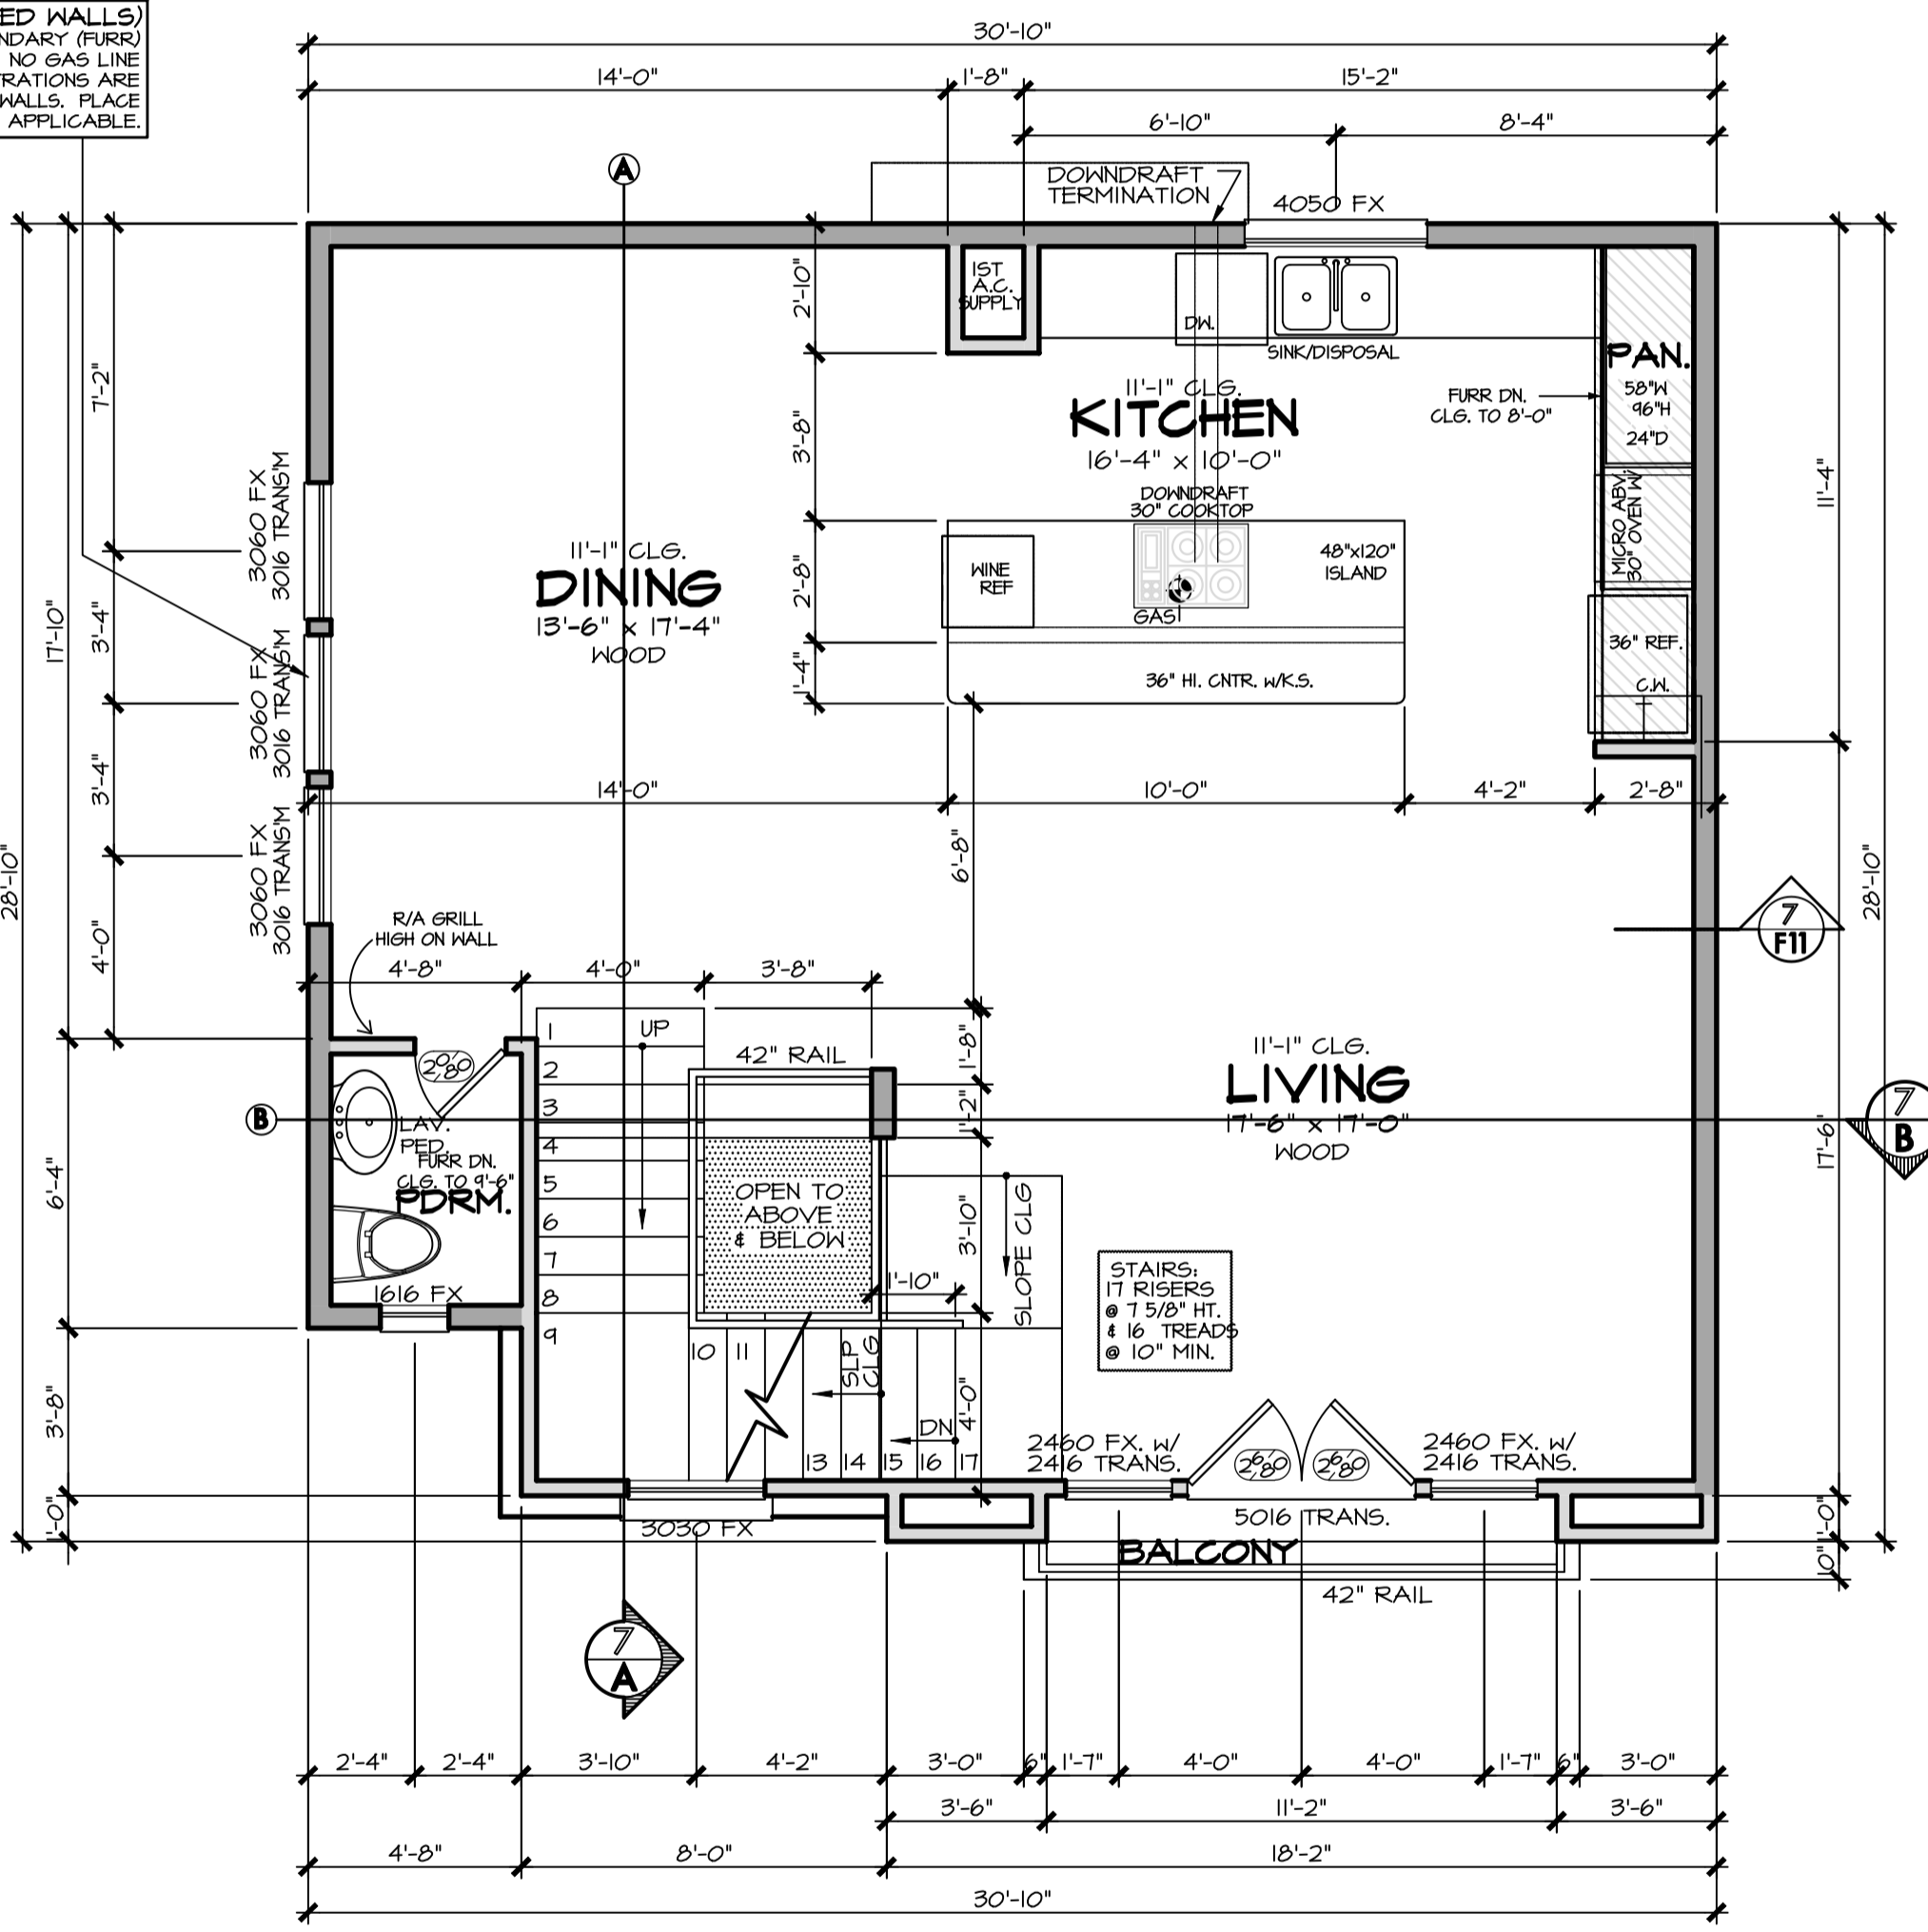 ED WALLS)
NDARY (FURR)
NO GAS LINE
TRATIONS ARE
WALLS. PLACE
APPLICABLE.
30'-10"
14'-0"
1'-8"
15'-2"
6'-10"
8'-4"
A
DOWNDRAFT
TERMINATION
4050 FX
1ST
A.C.
SUPPLY
DW.
SINK/DISPOSAL
PAN.
58"W
96"H
24"D
FURR DN.
CLG. TO 8'-0"
2'-10"
3'-8"
2'-8"
1'-4"
11'-1" CLG.
KITCHEN
16'-4" x 10'-0"
DOWNDRAFT
30" COOKTOP
MICRO ABV.
30" OVEN W/
48"x120"
ISLAND
WINE
REF
GAS
36" HI. CNTR. W/K.S.
36" REF.
C.W.
11'-1" CLG.
DINING
13'-6" x 17'-4"
WOOD
3060 FX
3016 TRANS'M
3060 FX
3016 TRANS'M
3060 FX
3016 TRANS'M
7'-2"
3'-4"
3'-4"
4'-0"
17'-10"
28'-10"
6'-4"
3'-8"
1'-0"
11'-4"
28'-10"
17'-6"
1'-0"
10"
14'-0"
10'-0"
4'-2"
2'-8"
6'-8"
7
F11
R/A GRILL
HIGH ON WALL
4'-8"
4'-0"
3'-8"
1
UP
2
3
4
5
6
7
8
9
10
11
13
14
15
16
17
42" RAIL
1'-8"
1'-2"
3'-10"
4'-0"
1'-10"
2'0/8'0
B
LAV.
PED.
FURR DN.
CLG. TO 9'-6"
PDRM.
1616 FX
OPEN TO
ABOVE
& BELOW
SLOPE CLG
SLP
CLG
DN
11'-1" CLG.
LIVING
17'-6" x 17'-0"
WOOD
7
B
STAIRS:
17 RISERS
@ 7 5/8" HT.
& 16 TREADS
@ 10" MIN.
2460 FX. W/
2416 TRANS.
2'6/8'0
2'6/8'0
2460 FX. W/
2416 TRANS.
3030 FX
5016 TRANS.
BALCONY
42" RAIL
7
A
2'-4"
2'-4"
3'-10"
4'-2"
3'-0"
6"
1'-7"
4'-0"
4'-0"
1'-7"
6"
3'-0"
3'-6"
11'-2"
3'-6"
4'-8"
8'-0"
18'-2"
30'-10"